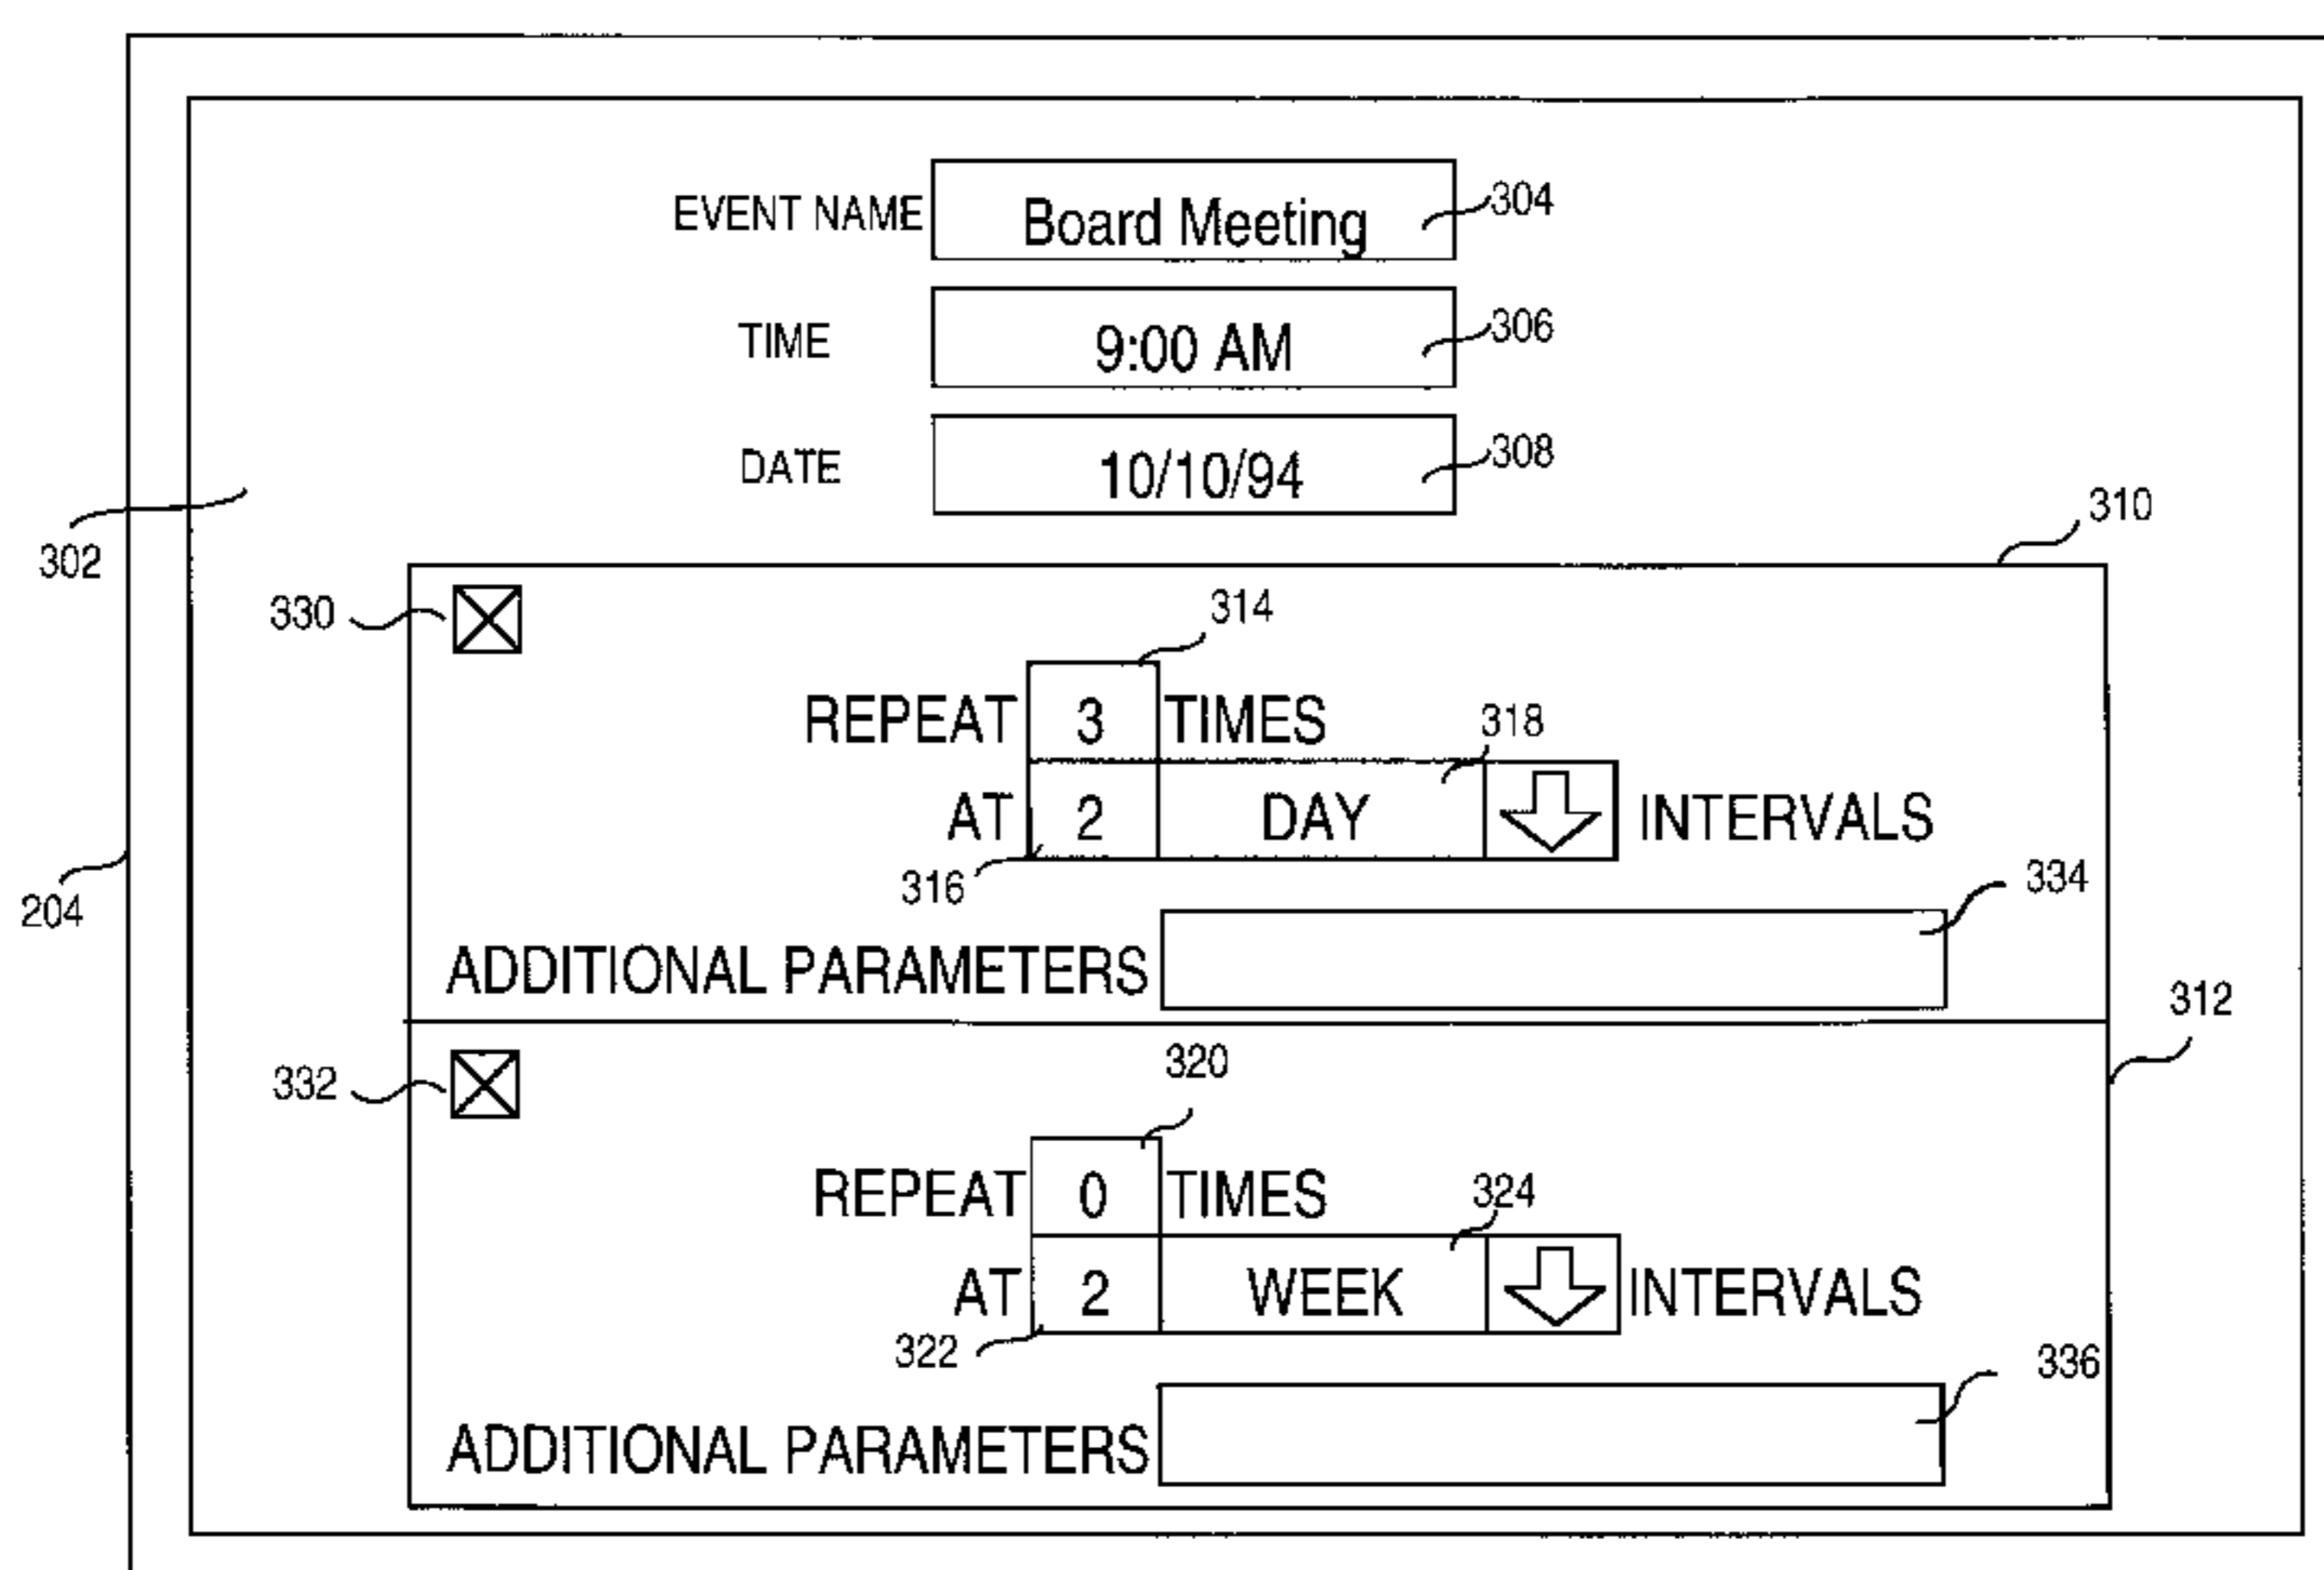 EVENT NAME Board Meeting 304
TIME 9:00 AM 306
DATE 10/10/94 308
302
310
330
314
REPEAT 3 TIMES
318
AT 2 DAY INTERVALS
316
334
204
ADDITIONAL PARAMETERS
312
320
332
REPEAT 0 TIMES
324
AT 2 WEEK INTERVALS
322
336
ADDITIONAL PARAMETERS